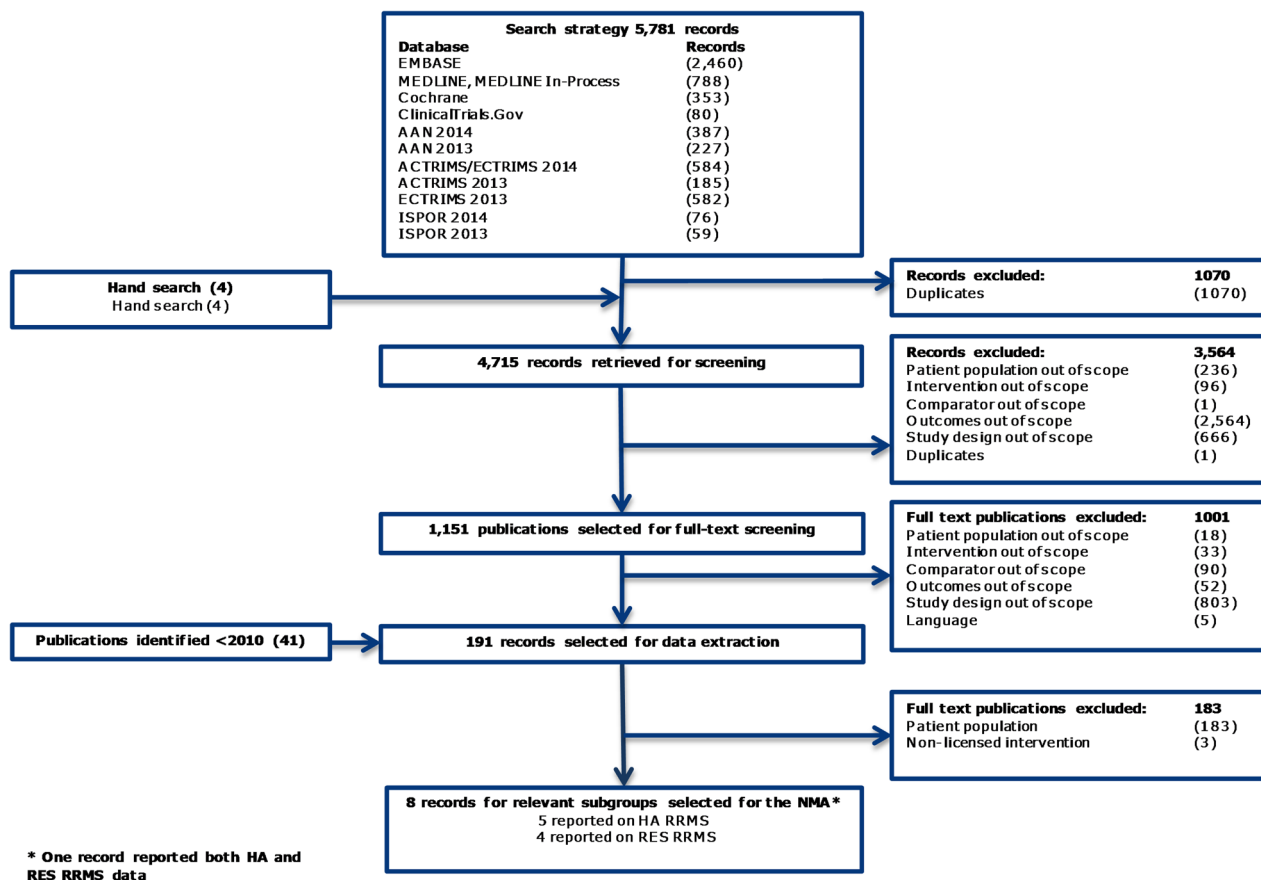 Search strategy 5,781 records
Database Records
EMBASE (2,460)
MEDLINE, MEDLINE In-Process (788)
Cochrane (353)
ClinicalTrials.Gov (80)
AAN 2014 (387)
AAN 2013 (227)
ACTRIMS/ECTRIMS 2014 (584)
ACTRIMS 2013 (185)
ECTRIMS 2013 (582)
ISPOR 2014 (76)
ISPOR 2013 (59)
Hand search (4)
Hand search (4)
Records excluded: 1070
Duplicates (1070)
4,715 records retrieved for screening
Records excluded: 3,564
Patient population out of scope (236)
Intervention out of scope (96)
Comparator out of scope (1)
Outcomes out of scope (2,564)
Study design out of scope (666)
Duplicates (1)
1,151 publications selected for full-text screening
Full text publications excluded: 1001
Patient population out of scope (18)
Intervention out of scope (33)
Comparator out of scope (90)
Outcomes out of scope (52)
Study design out of scope (803)
Language (5)
Publications identified <2010 (41)
191 records selected for data extraction
Full text publications excluded: 183
Patient population (183)
Non-licensed intervention (3)
8 records for relevant subgroups selected for the NMA*
5 reported on HA RRMS
4 reported on RES RRMS
* One record reported both HA and
RES RRMS data